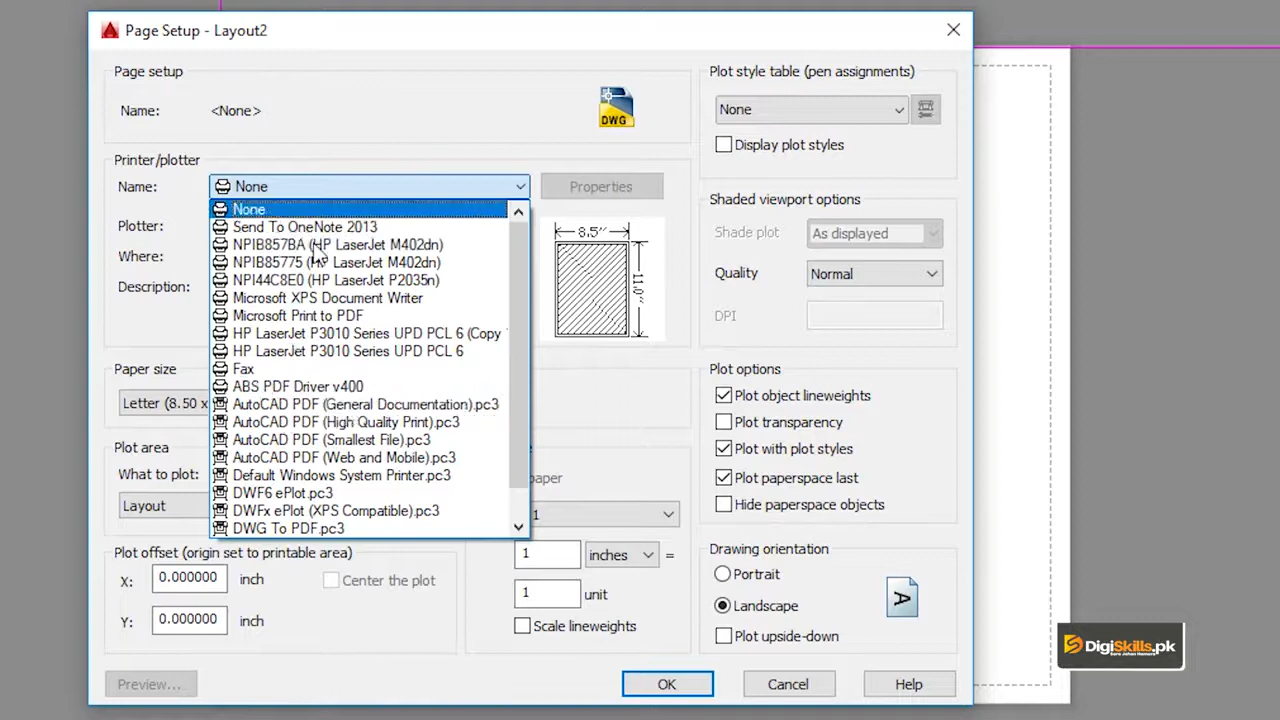 Page Setup - Layout2
Page setup
Name: <None>
DWG
Printer/plotter
Name: None
Properties
None
Send To OneNote 2013
NPIB857BA (HP LaserJet M402dn)
NPIB85775 (HP LaserJet M402dn)
NPI44C8E0 (HP LaserJet P2035n)
Microsoft XPS Document Writer
Microsoft Print to PDF
HP LaserJet P3010 Series UPD PCL 6 (Copy
HP LaserJet P3010 Series UPD PCL 6
Fax
ABS PDF Driver v400
AutoCAD PDF (General Documentation).pc3
AutoCAD PDF (High Quality Print).pc3
AutoCAD PDF (Smallest File).pc3
AutoCAD PDF (Web and Mobile).pc3
Default Windows System Printer.pc3
DWF6 ePlot.pc3
DWFx ePlot (XPS Compatible).pc3
DWG To PDF.pc3
Plotter:
Where:
Description:
8.5''
11.0''
Paper size
Letter (8.50 x
Plot area
What to plot:
Layout
paper
1
1 inches =
1 unit
Scale lineweights
Plot offset (origin set to printable area)
X: 0.000000 inch
Center the plot
Y: 0.000000 inch
Plot style table (pen assignments)
None
Display plot styles
Shaded viewport options
Shade plot As displayed
Quality Normal
DPI
Plot options
Plot object lineweights
Plot transparency
Plot with plot styles
Plot paperspace last
Hide paperspace objects
Drawing orientation
Portrait
Landscape
A
Plot upside-down
Preview...
OK
Cancel
Help
DigiSkills.pk